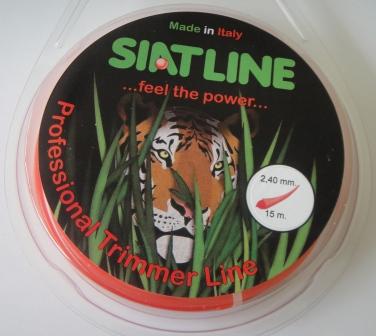 Made in Italy
SIATLINE
...feel the power...
2,40 mm.
15 m.
Professional Trimmer Line